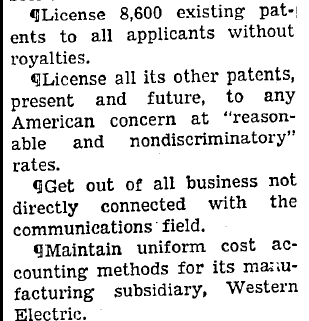 ¶License 8,600 existing pat-
ents to all applicants without
royalties.
¶License all its other patents,
present and future, to any
American concern at "reason-
able and nondiscriminatory"
rates.
¶Get out of all business not
directly connected with the
communications field.
¶Maintain uniform cost ac-
counting methods for its manu-
facturing subsidiary, Western
Electric.